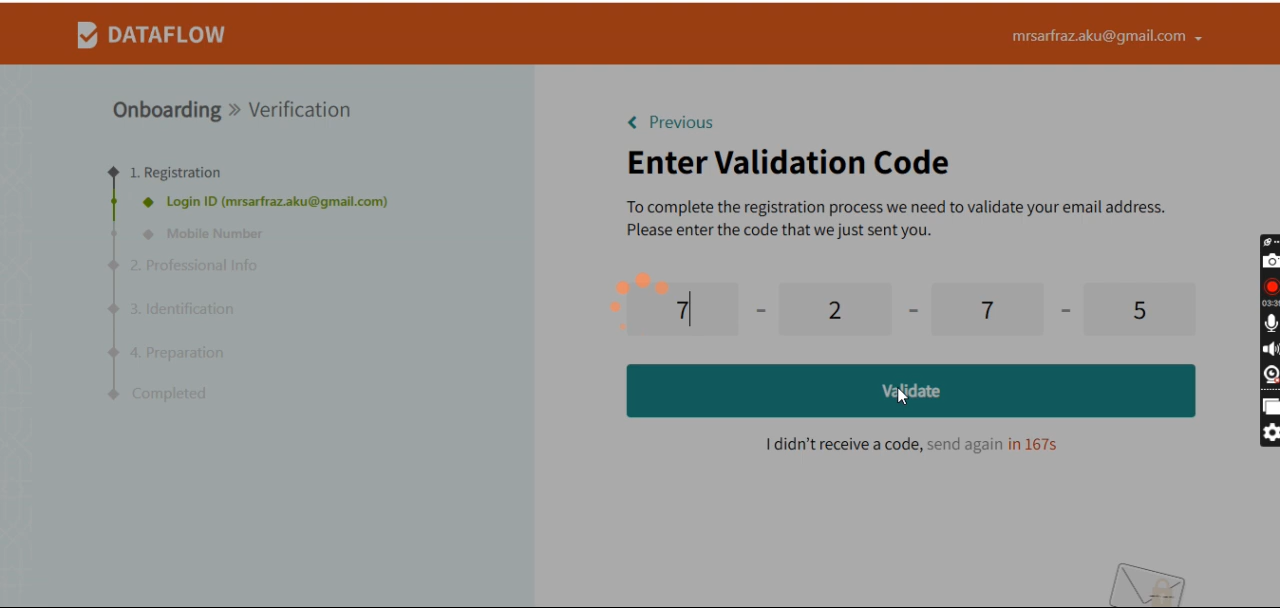 DATAFLOW
mrsarfraz.aku@gmail.com
Onboarding » Verification
1. Registration
Login ID (mrsarfraz.aku@gmail.com)
Mobile Number
2. Professional Info
3. Identification
4. Preparation
Completed
Previous
Enter Validation Code
To complete the registration process we need to validate your email address.
Please enter the code that we just sent you.
7 - 2 - 7 - 5
Validate
I didn't receive a code, send again in 167s